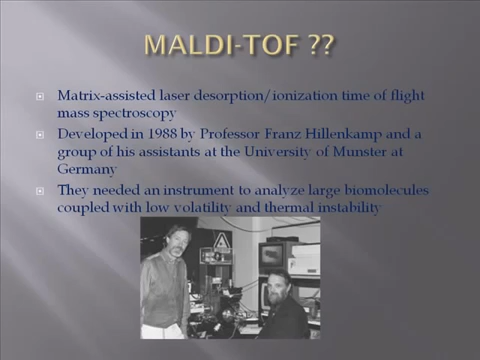 MALDI-TOF ??
Matrix-assisted laser desorption/ionization time of flight
mass spectroscopy
Developed in 1988 by Professor Franz Hillenkamp and a
group of his assistants at the University of Munster at
Germany
They needed an instrument to analyze large biomolecules
coupled with low volatility and thermal instability